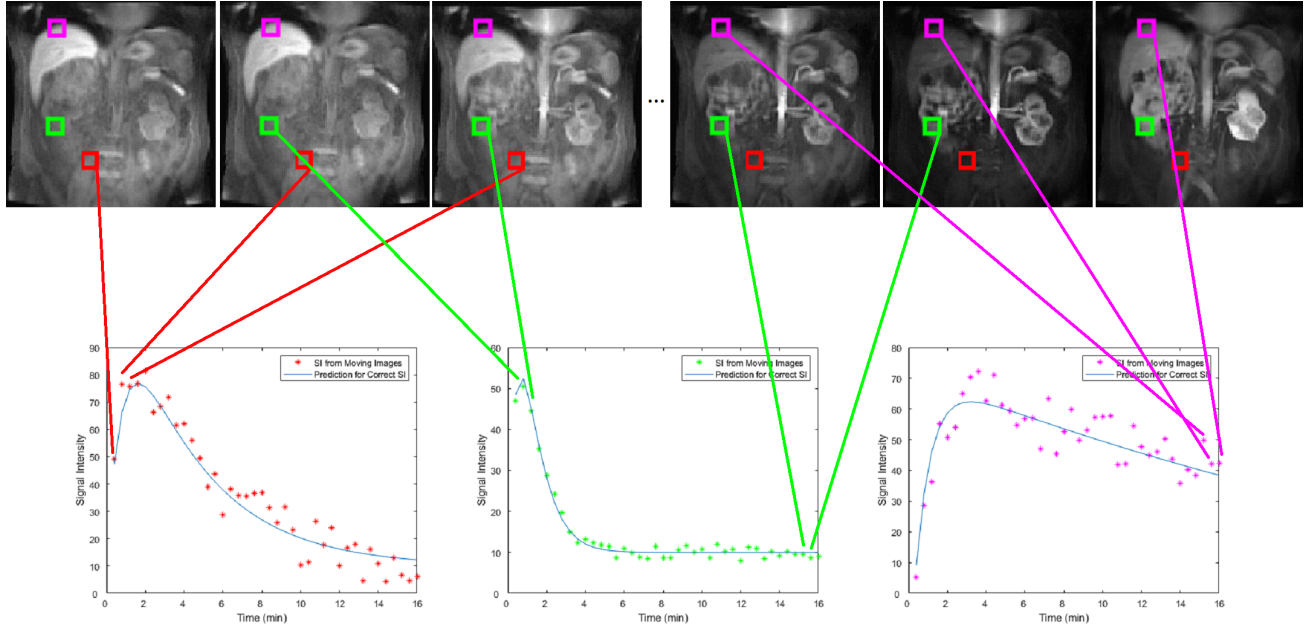 ...
90
80
70
60
50
40
30
20
10
0
Signal Intensity
SI from Moving Images
Prediction for Correct SI
0 2 4 6 8 10 12 14 16
Time (min)
60
50
40
30
20
10
0
Signal Intensity
SI from Moving Images
Prediction for Correct SI
0 2 4 6 8 10 12 14 16
Time (min)
80
70
60
50
40
30
20
10
0
Signal Intensity
SI from Moving Images
Prediction for Correct SI
0 2 4 6 8 10 12 14 16
Time (min)